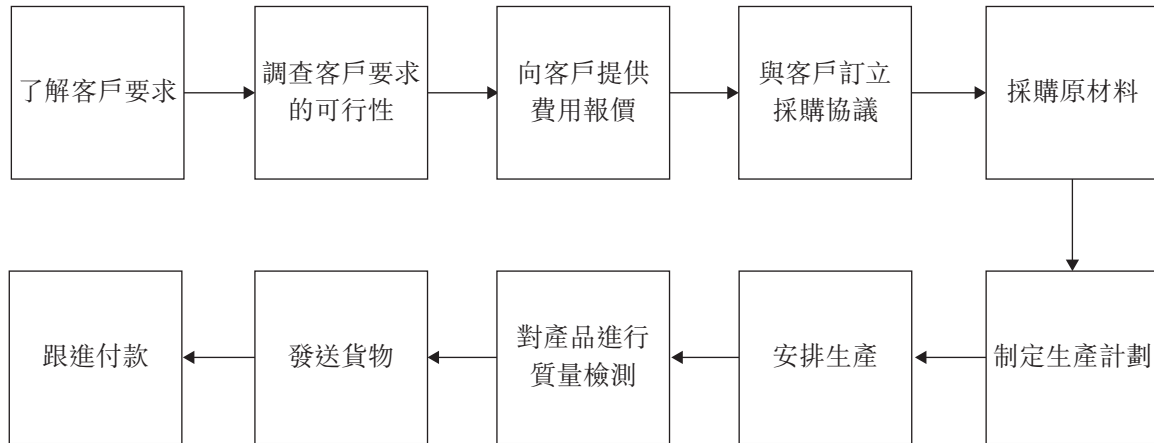 了解客戶要求
調查客戶要求
的可行性
向客戶提供
費用報價
與客戶訂立
採購協議
採購原材料
制定生產計劃
安排生產
對產品進行
質量檢測
發送貨物
跟進付款